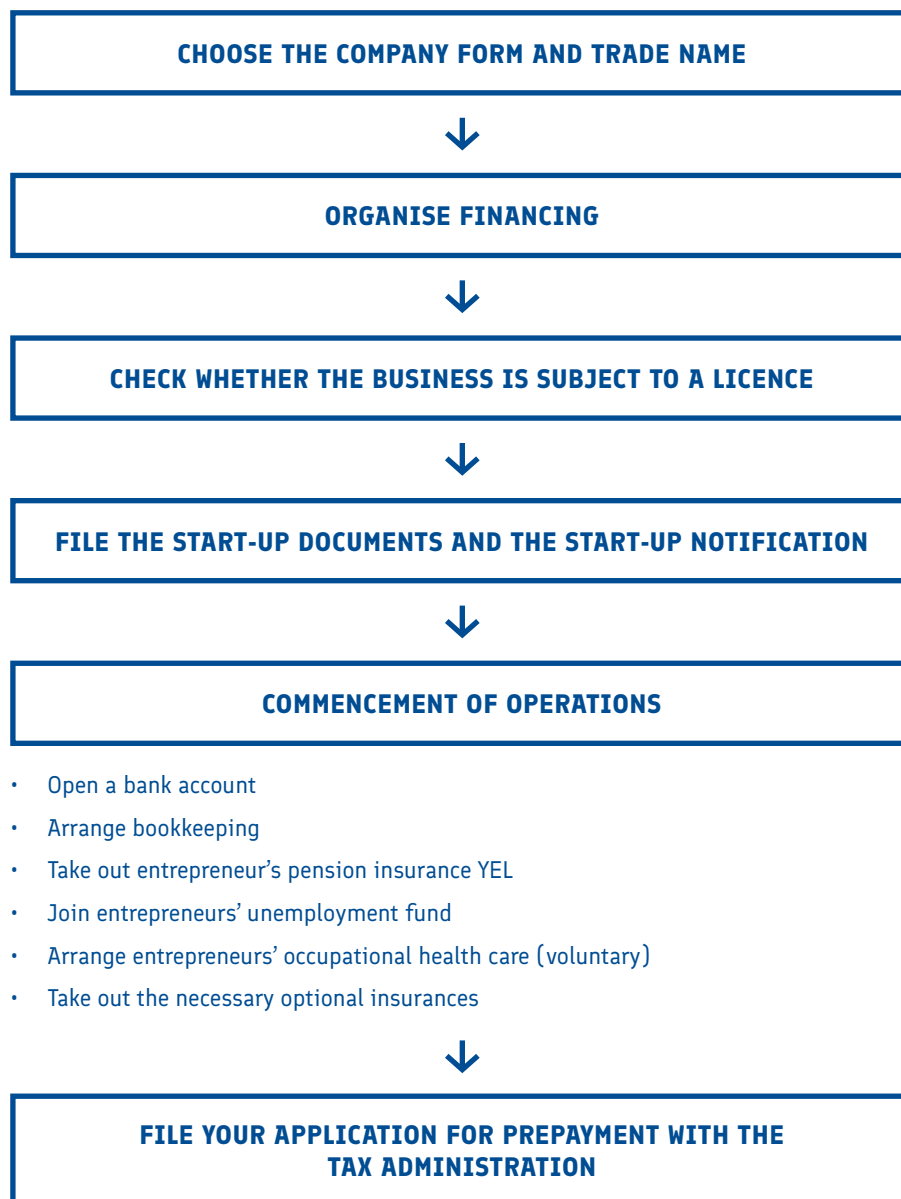 CHOOSE THE COMPANY FORM AND TRADE NAME
ORGANISE FINANCING
CHECK WHETHER THE BUSINESS IS SUBJECT TO A LICENCE
FILE THE START-UP DOCUMENTS AND THE START-UP NOTIFICATION
COMMENCEMENT OF OPERATIONS
• Open a bank account
• Arrange bookkeeping
• Take out entrepreneur’s pension insurance YEL
• Join entrepreneurs’ unemployment fund
• Arrange entrepreneurs’ occupational health care (voluntary)
• Take out the necessary optional insurances
FILE YOUR APPLICATION FOR PREPAYMENT WITH THE
TAX ADMINISTRATION